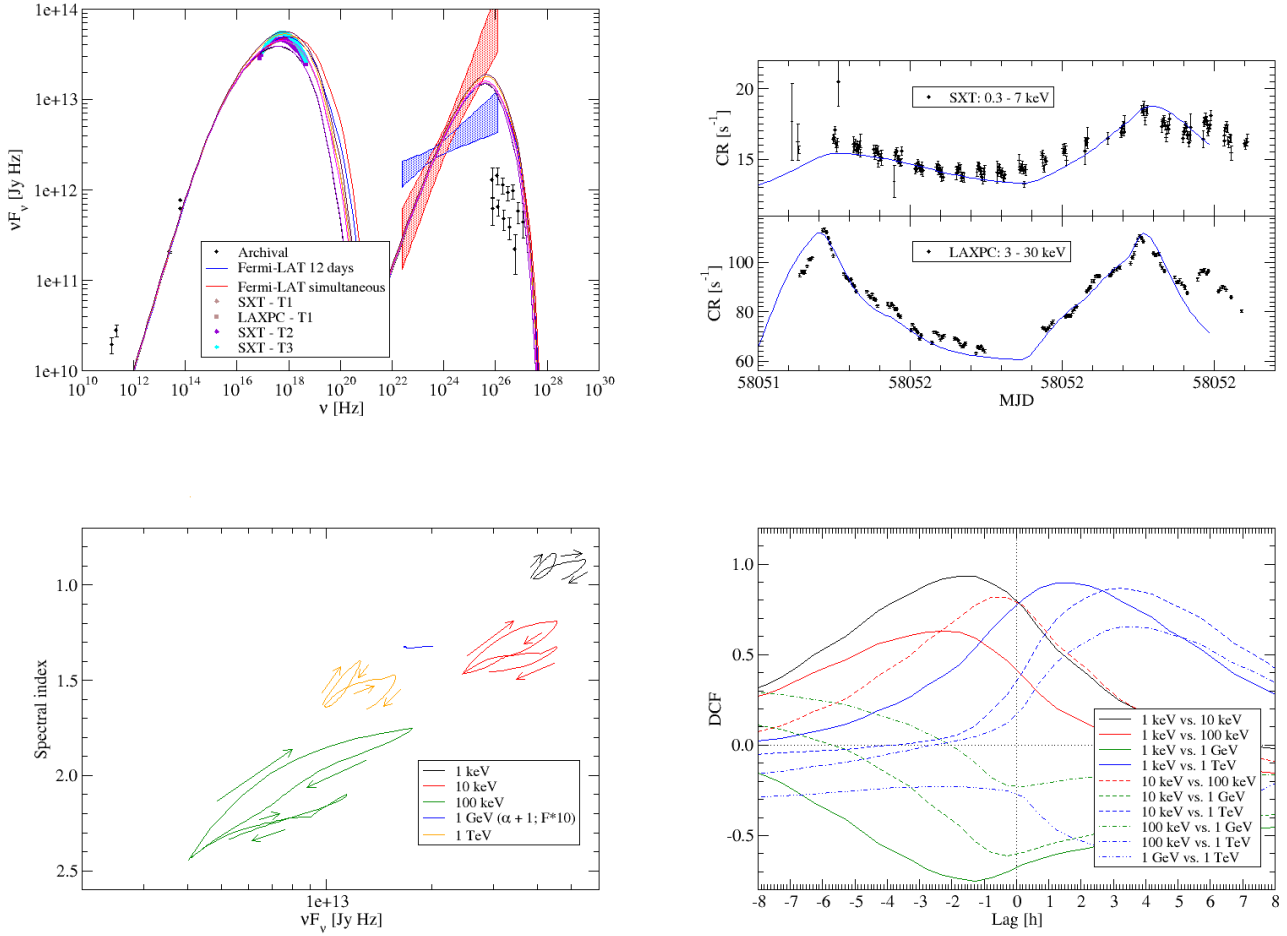 1e+14
1e+13
1e+12
1e+11
1e+10
νFν [Jy Hz]
Archival
Fermi-LAT 12 days
Fermi-LAT simultaneous
SXT - T1
LAXPC - T1
SXT - T2
SXT - T3
10^10 10^12 10^14 10^16 10^18 10^20 10^22 10^24 10^26 10^28 10^30
ν [Hz]
20
15
CR [s^-1]
SXT: 0.3 - 7 keV
100
80
60
CR [s^-1]
LAXPC: 3 - 30 keV
58051 58052 58052 58052
MJD
1.0
1.5
2.0
2.5
Spectral index
1 keV
10 keV
100 keV
1 GeV (α + 1; F*10)
1 TeV
1e+13
νFν [Jy Hz]
1.0
0.5
0.0
-0.5
DCF
1 keV vs. 10 keV
1 keV vs. 100 keV
1 keV vs. 1 GeV
1 keV vs. 1 TeV
10 keV vs. 100 keV
10 keV vs. 1 GeV
10 keV vs. 1 TeV
100 keV vs. 1 GeV
100 keV vs. 1 TeV
1 GeV vs. 1 TeV
-8 -7 -6 -5 -4 -3 -2 -1 0 1 2 3 4 5 6 7 8
Lag [h]